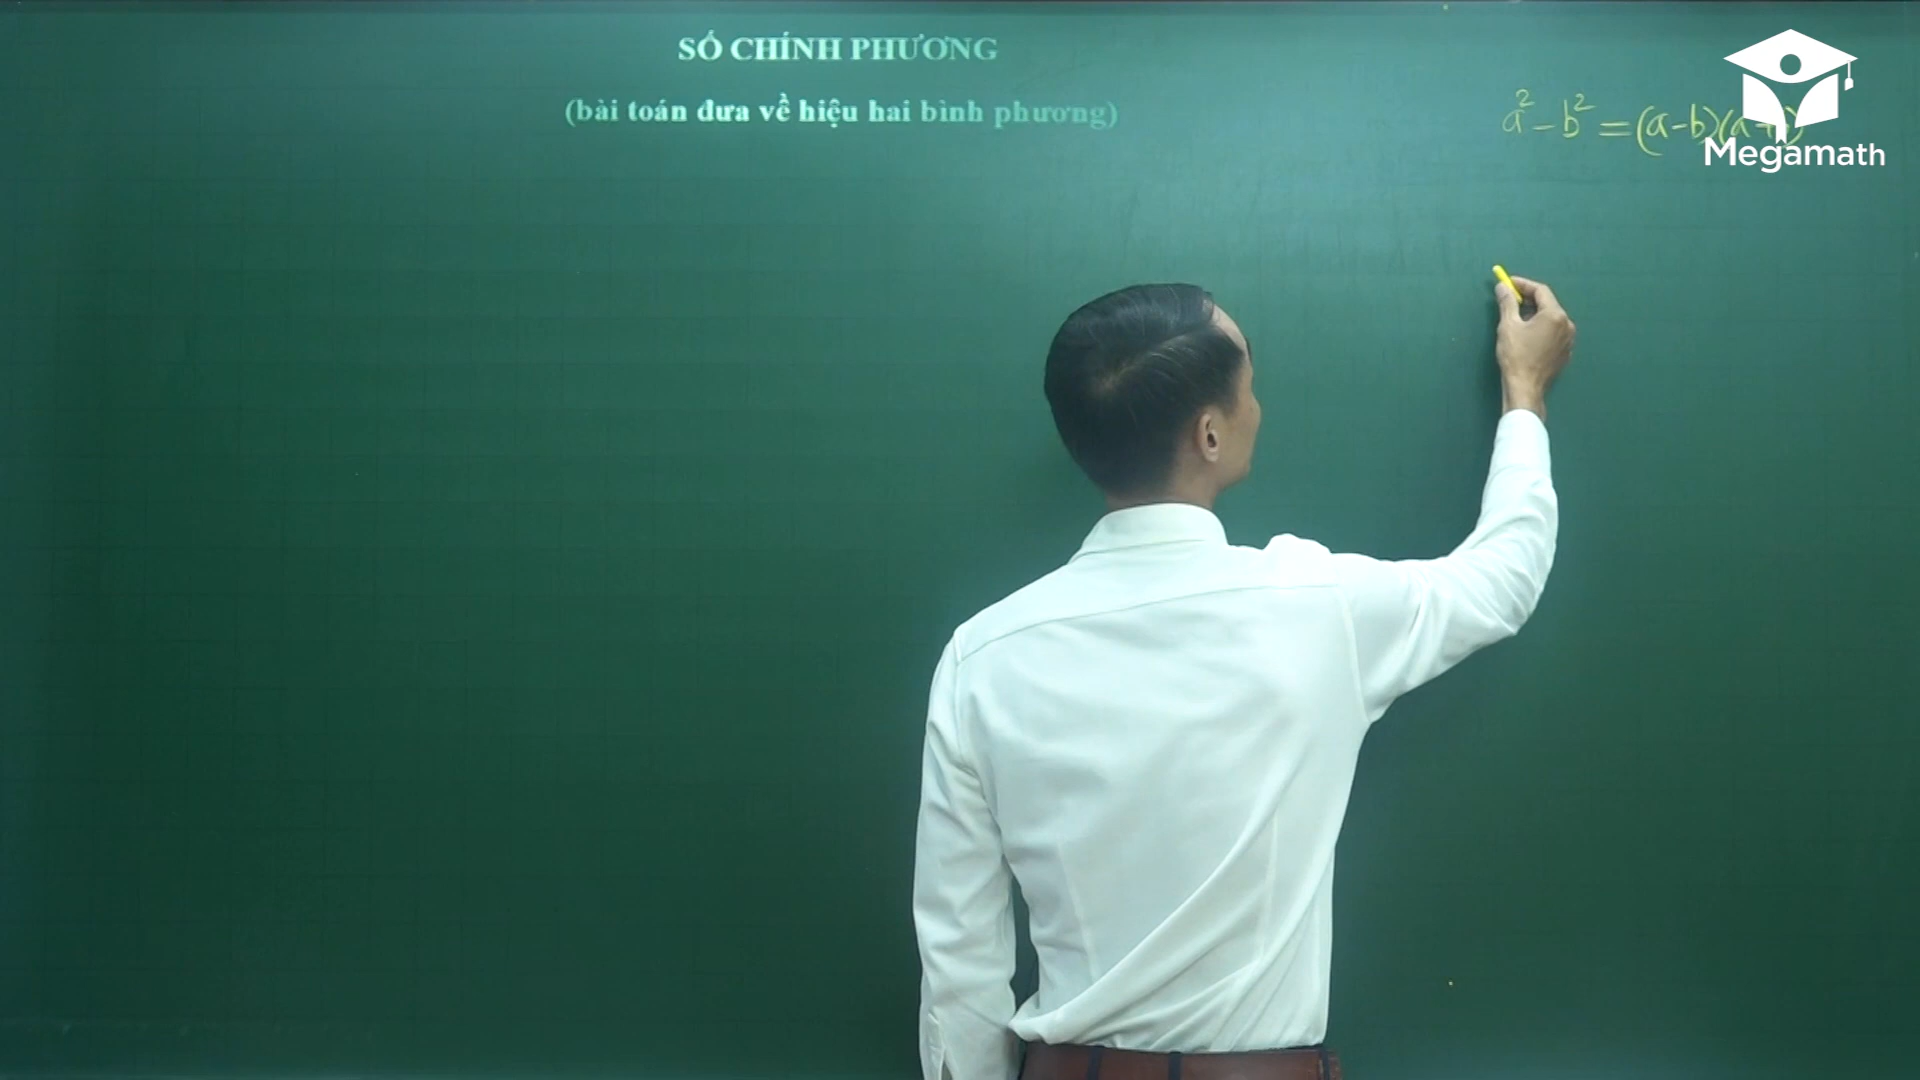 SỐ CHÍNH PHƯƠNG
(bài toán đưa về hiệu hai bình phương)
a² - b² = (a-b)(a+
Megamath